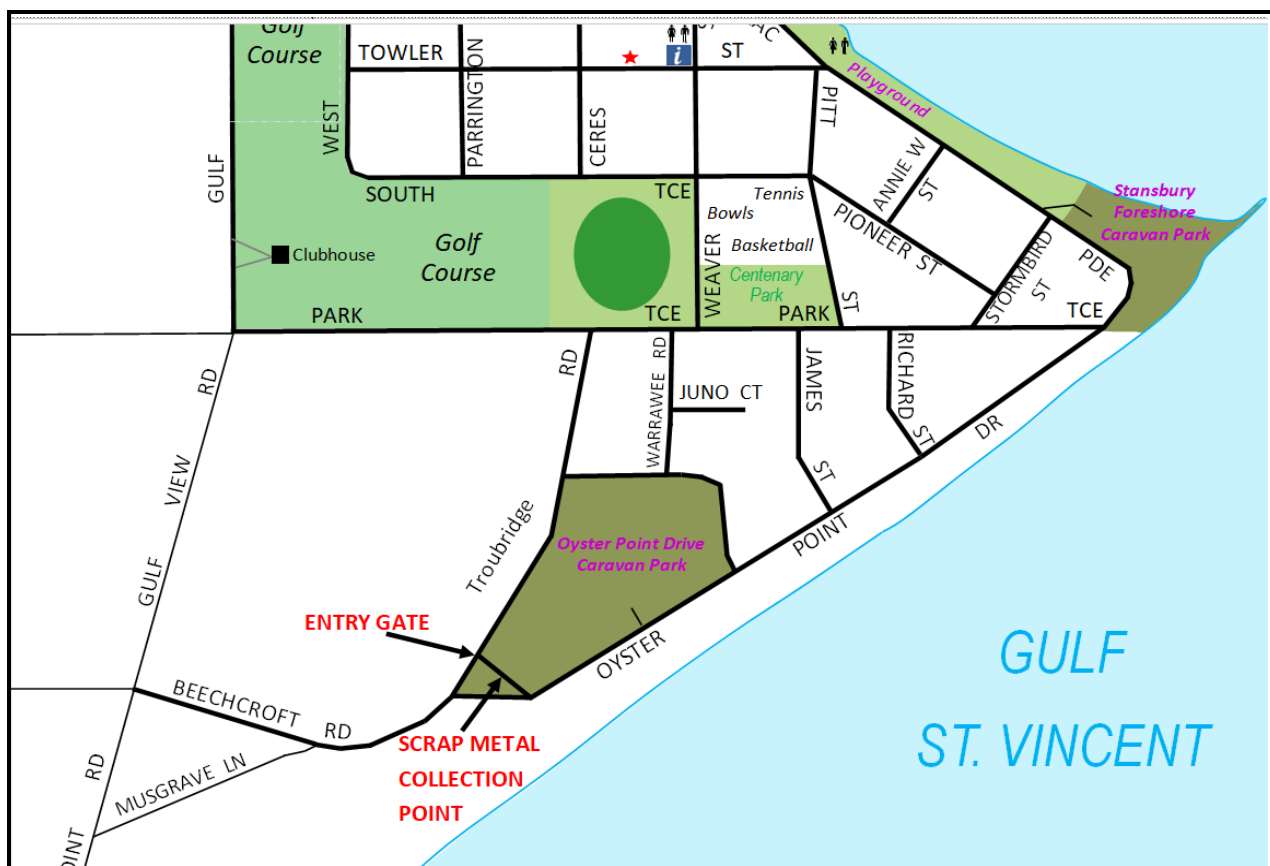 Golf
Course
TOWLER
ST
AC
i
Playground
WEST
PARRINGTON
CERES
PITT
GULF
SOUTH
TCE
ANNIE W
ST
Stansbury
Foreshore
Caravan Park
Tennis
Bowls
Basketball
WEAVER
PIONEER ST
Golf
Course
Clubhouse
Centenary
Park
STORMBIRD
ST
PDE
ST
PARK
TCE
PARK
TCE
RD
RD
WARRAWEE RD
JUNO CT
JAMES
ST
RICHARD ST
DR
VIEW
GULF
Troubridge
Oyster Point Drive
Caravan Park
POINT
OYSTER
ENTRY GATE
GULF
ST. VINCENT
BEECHCROFT
RD
SCRAP METAL
COLLECTION
POINT
RD
MUSGRAVE LN
OINT